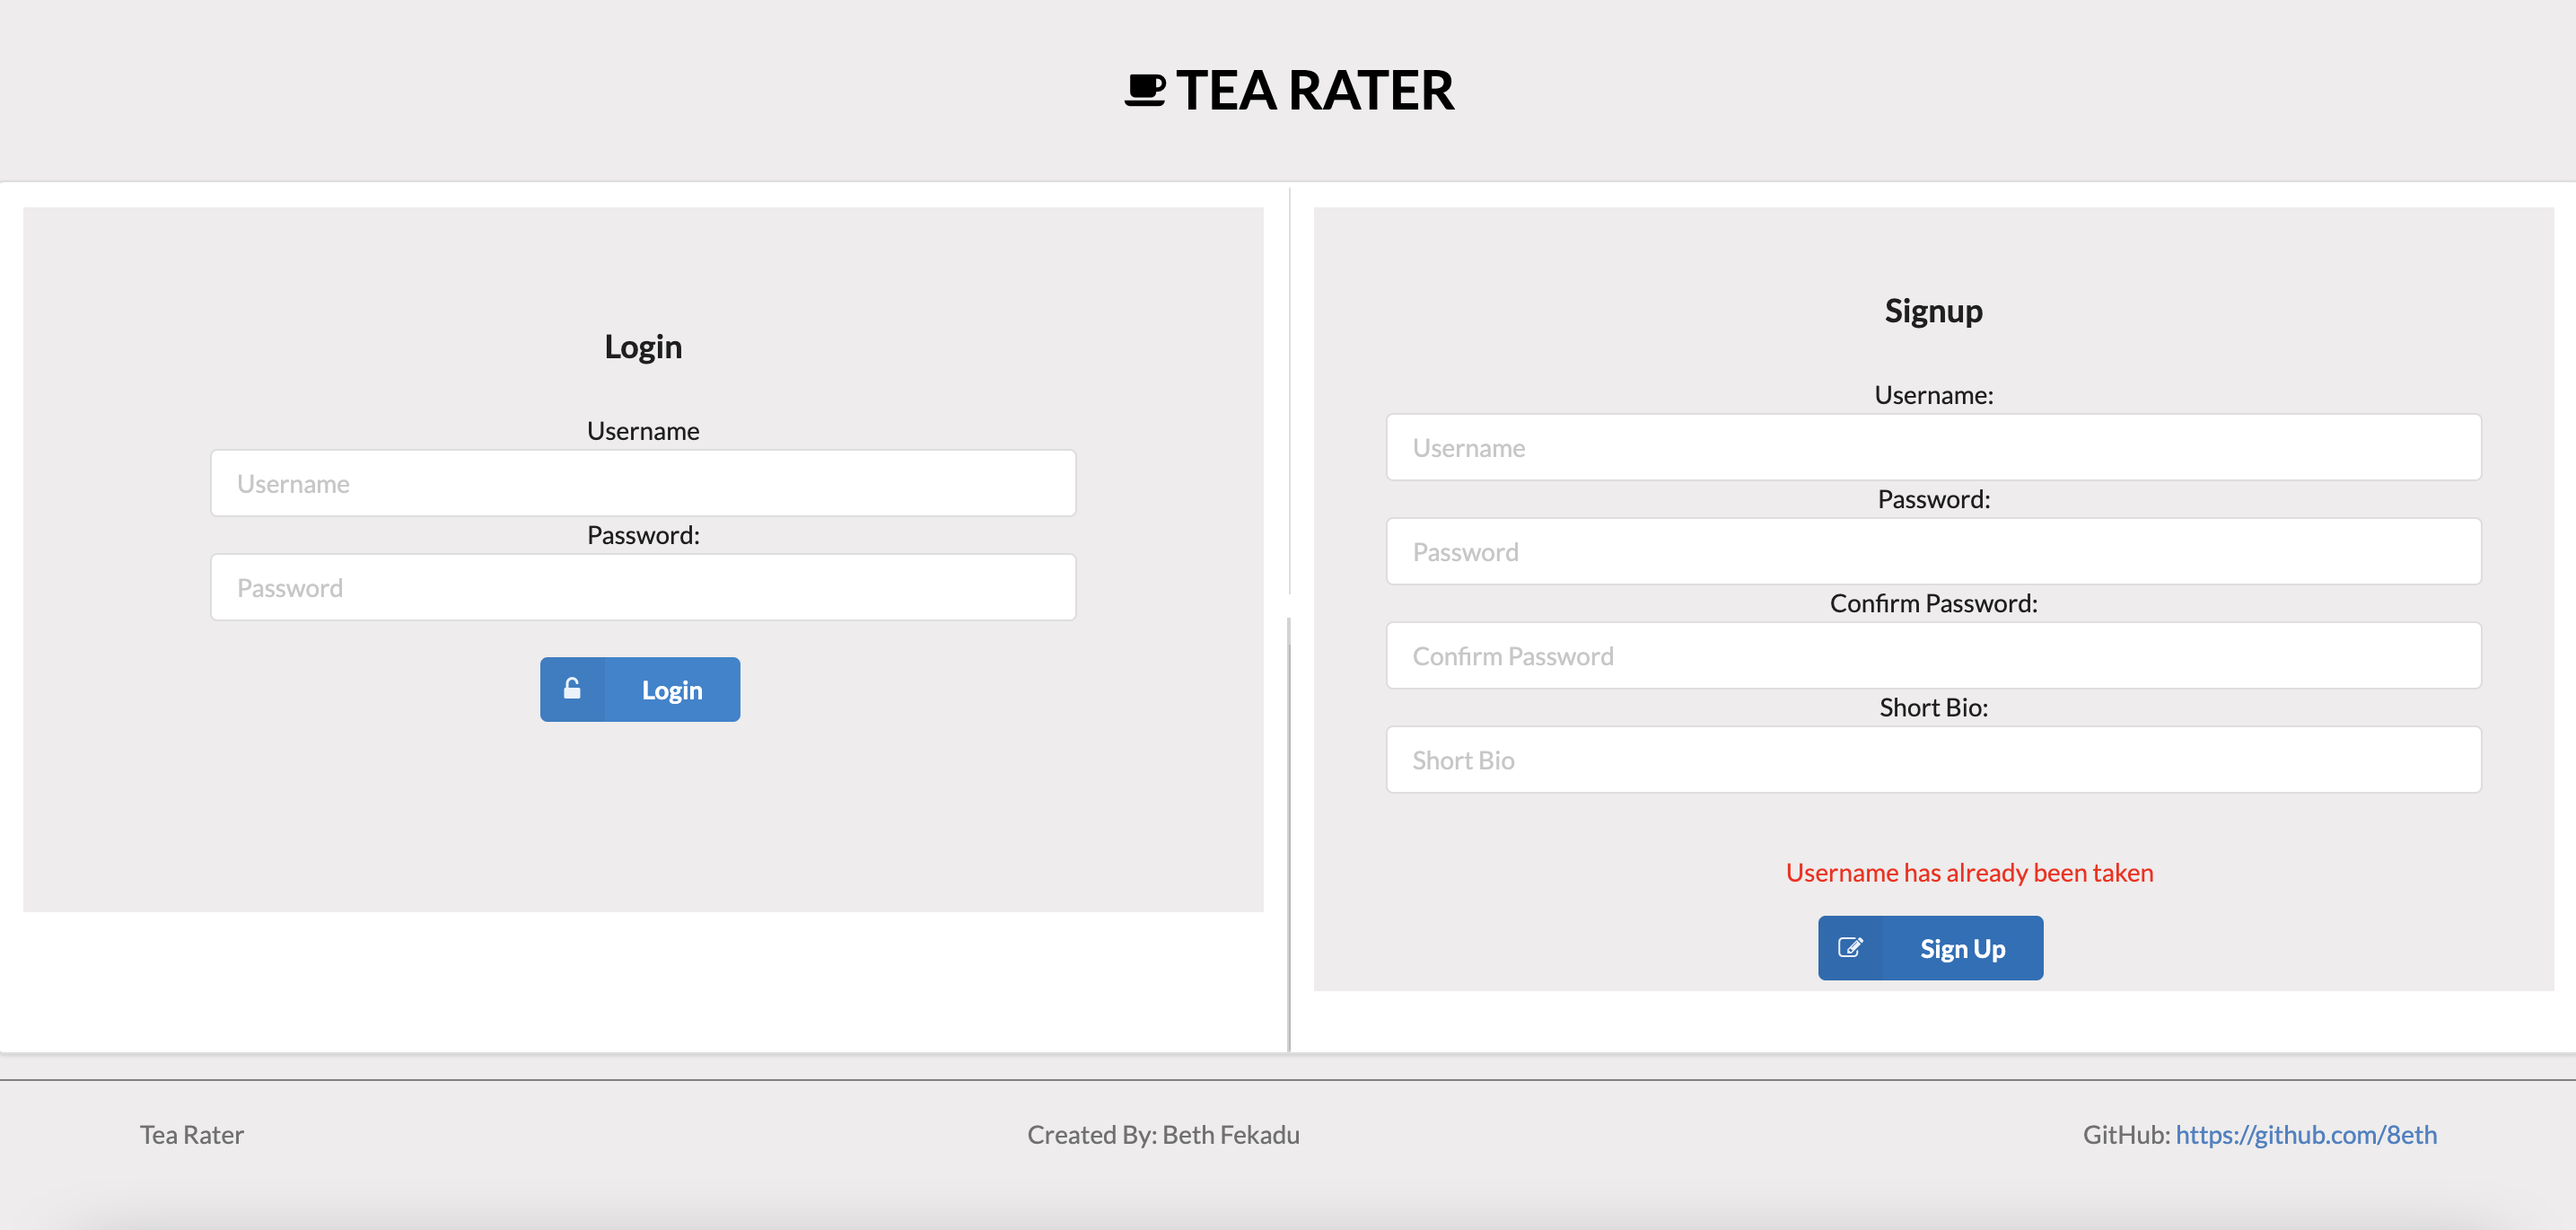 TEA RATER
Login
Username
Username
Password:
Password
Login
Signup
Username:
Username
Password:
Password
Confirm Password:
Confirm Password
Short Bio:
Short Bio
Username has already been taken
Sign Up
Tea Rater
Created By: Beth Fekadu
GitHub: https://github.com/8eth